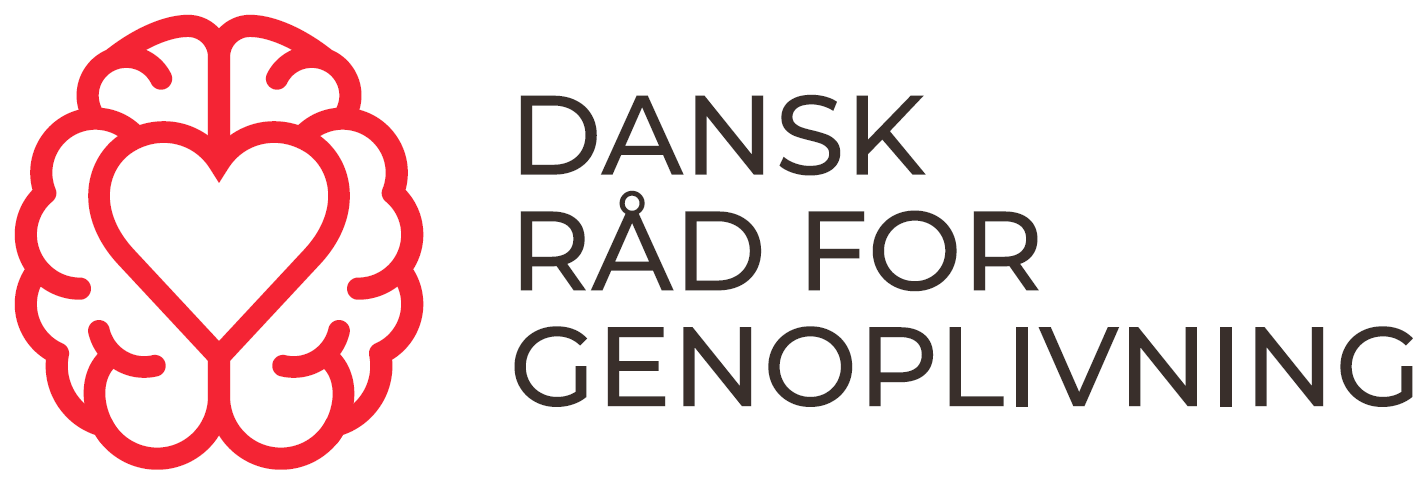 DANSK
RÅD FOR
GENOPLIVNING